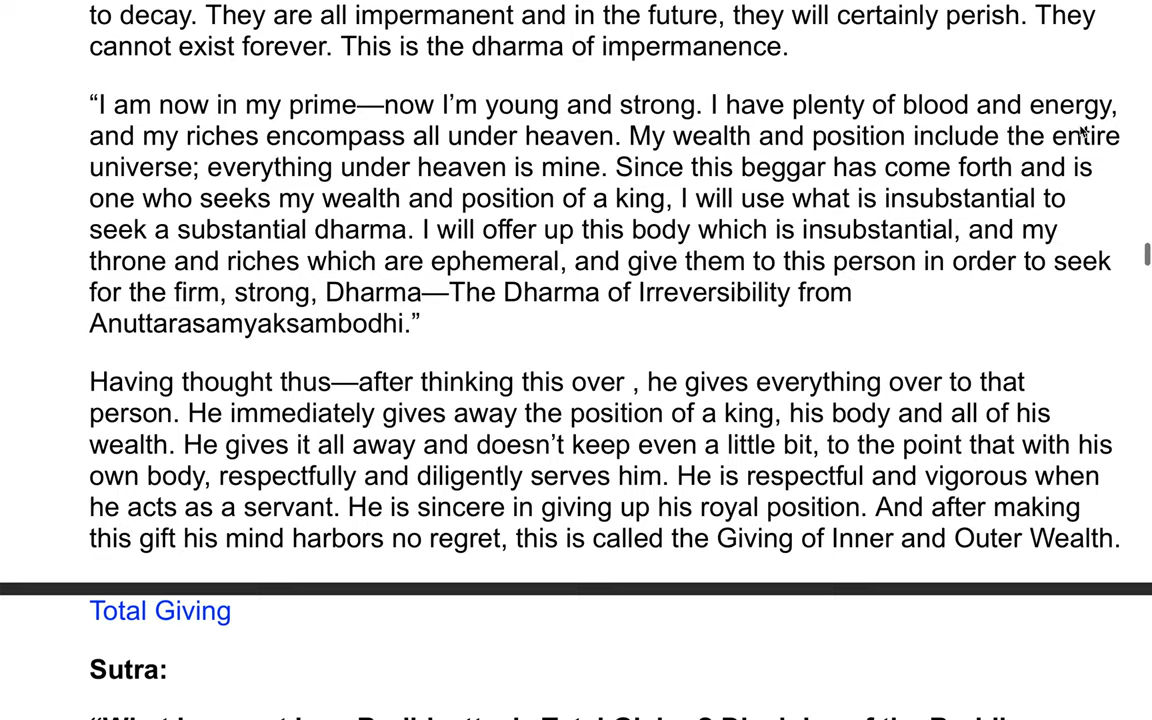 to decay. They are all impermanent and in the future, they will certainly perish. They
cannot exist forever. This is the dharma of impermanence.
“I am now in my prime—now I’m young and strong. I have plenty of blood and energy,
and my riches encompass all under heaven. My wealth and position include the entire
universe; everything under heaven is mine. Since this beggar has come forth and is
one who seeks my wealth and position of a king, I will use what is insubstantial to
seek a substantial dharma. I will offer up this body which is insubstantial, and my
throne and riches which are ephemeral, and give them to this person in order to seek
for the firm, strong, Dharma—The Dharma of Irreversibility from
Anuttarasamyaksambodhi.”
Having thought thus—after thinking this over , he gives everything over to that
person. He immediately gives away the position of a king, his body and all of his
wealth. He gives it all away and doesn’t keep even a little bit, to the point that with his
own body, respectfully and diligently serves him. He is respectful and vigorous when
he acts as a servant. He is sincere in giving up his royal position. And after making
this gift his mind harbors no regret, this is called the Giving of Inner and Outer Wealth.
Total Giving
Sutra: